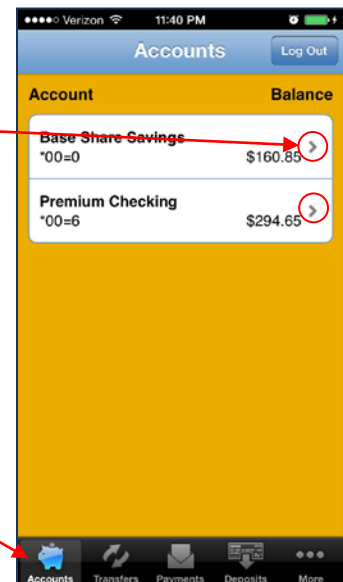 Verizon 11:40 PM
Accounts Log Out
Account Balance
Base Share Savings
*00=0 $160.85
Premium Checking
*00=6 $294.65
Accounts Transfers Payments Deposits More